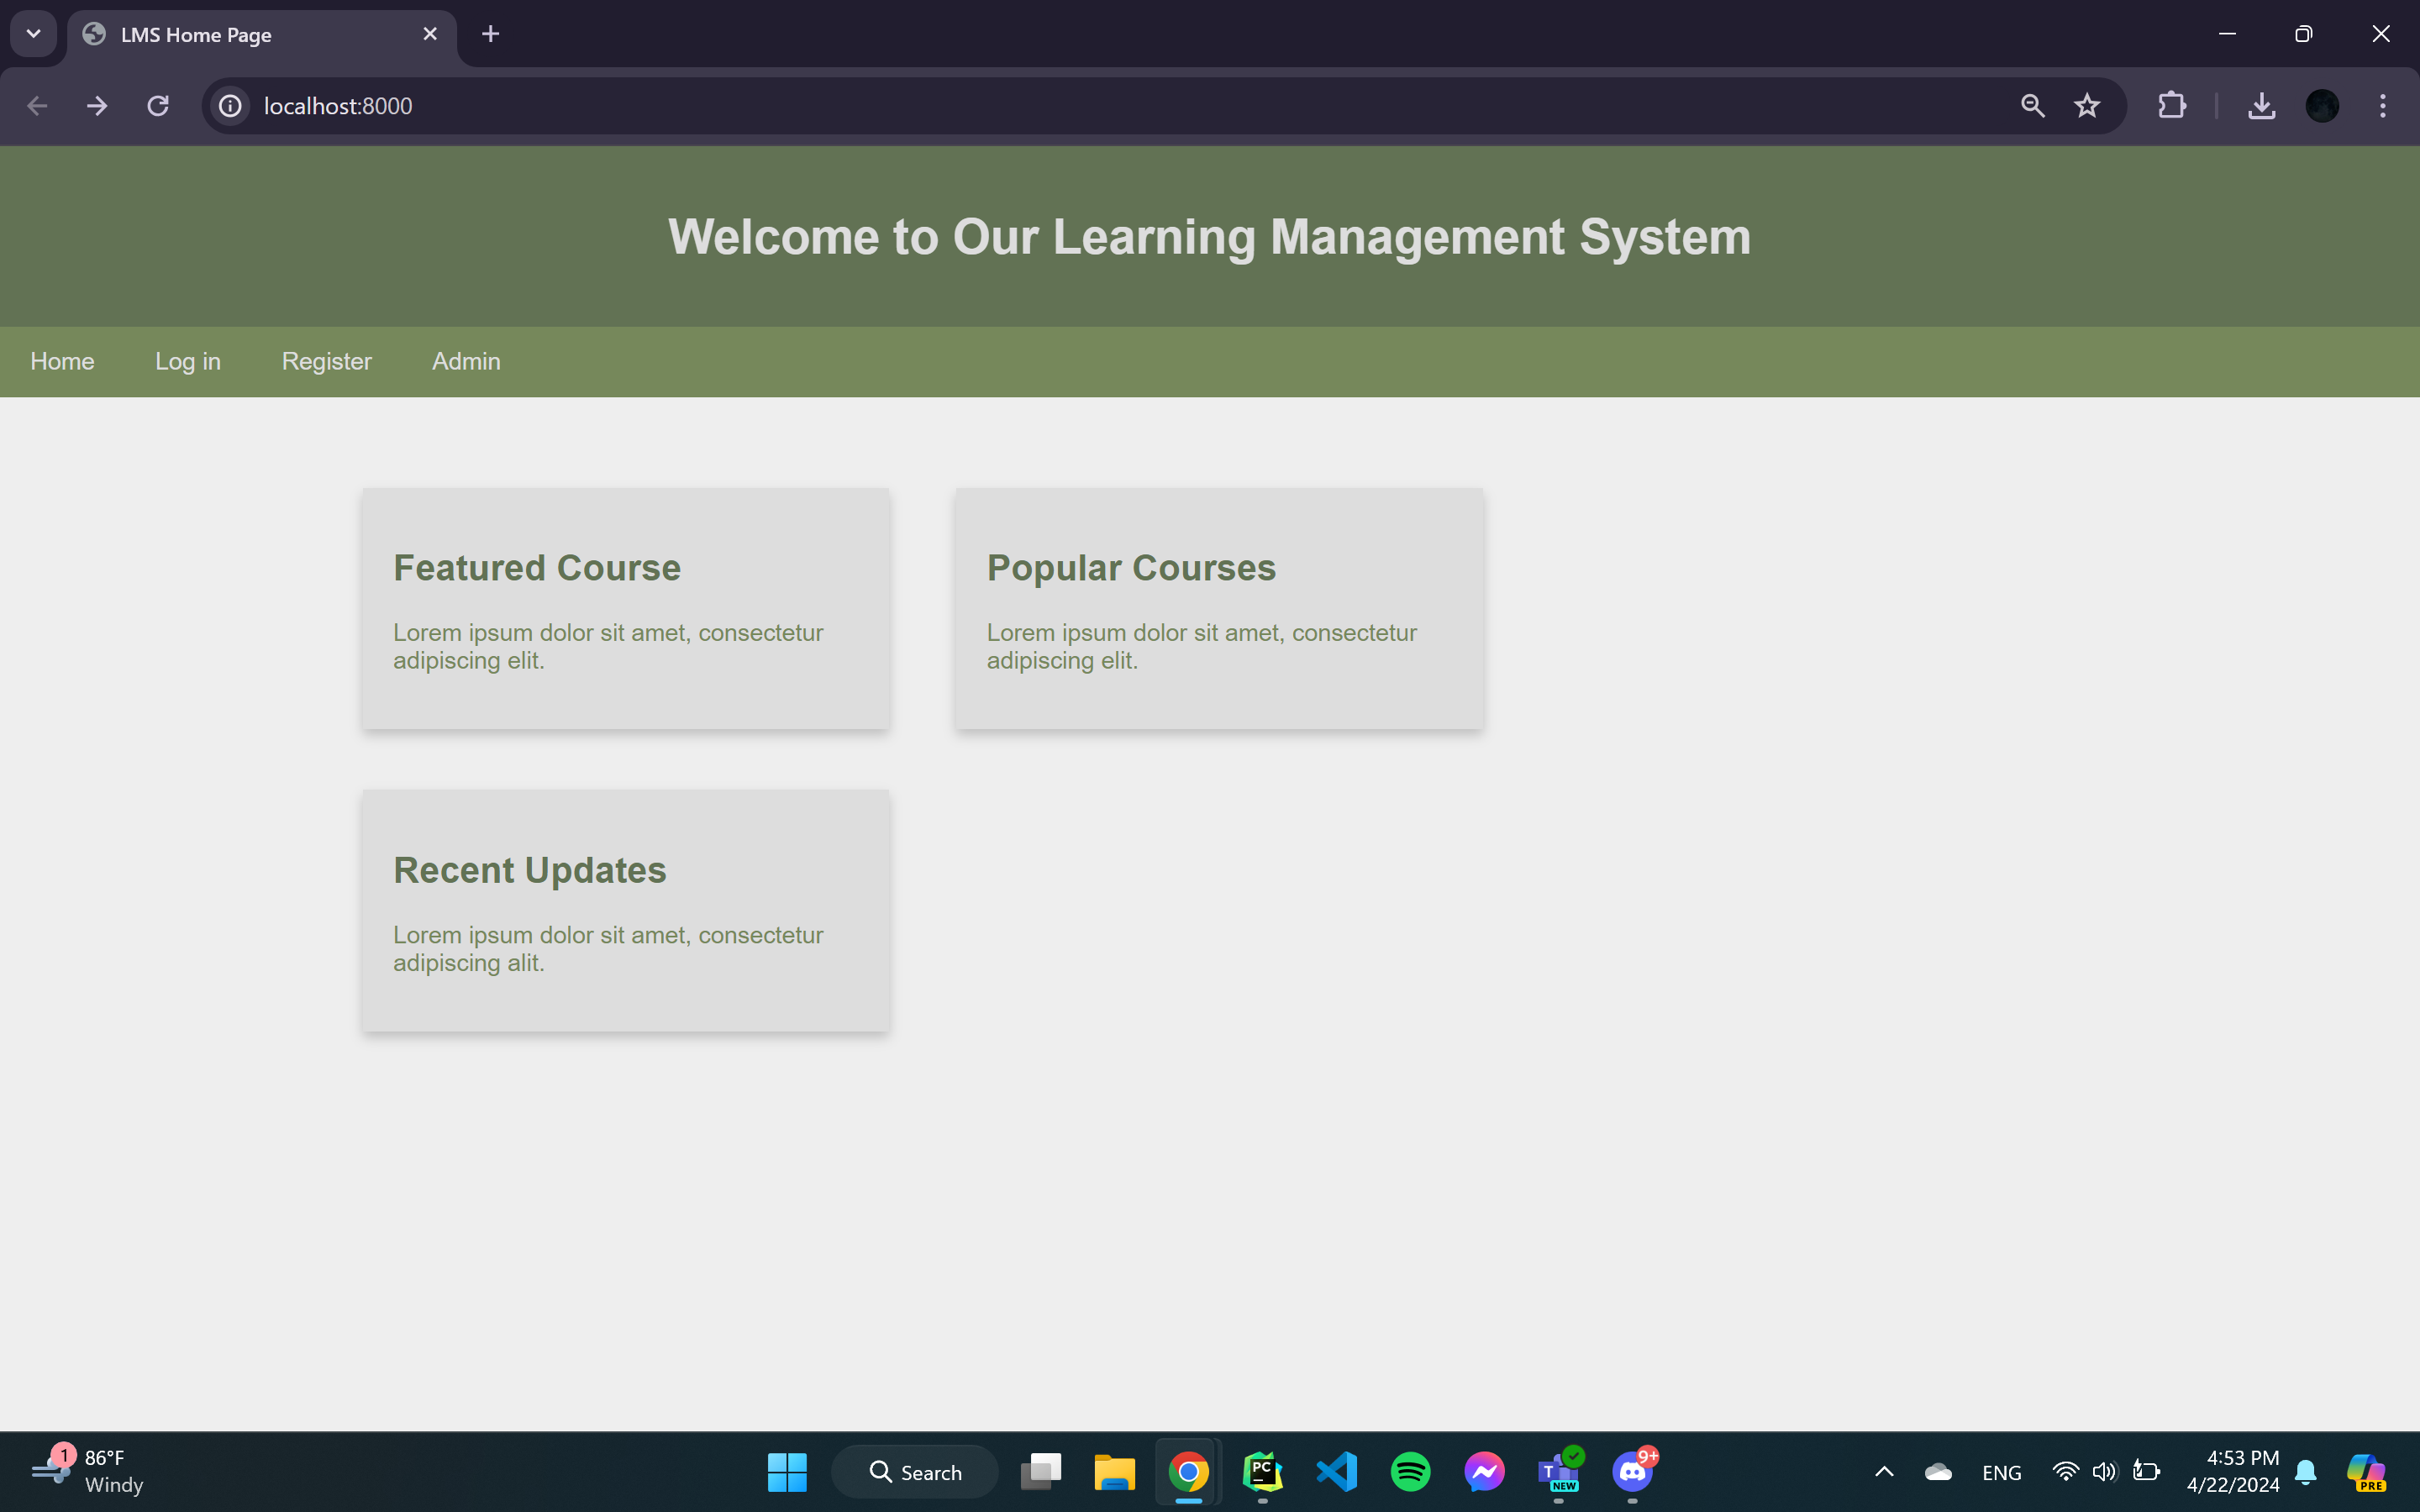 LMS Home Page
localhost:8000
Welcome to Our Learning Management System
Home Log in Register Admin
Featured Course
Lorem ipsum dolor sit amet, consectetur
adipiscing elit.
Popular Courses
Lorem ipsum dolor sit amet, consectetur
adipiscing elit.
Recent Updates
Lorem ipsum dolor sit amet, consectetur
adipiscing alit.
1
86°F
Windy
Search
PC
T
NEW
9+
ENG
4:53 PM
4/22/2024
PRE